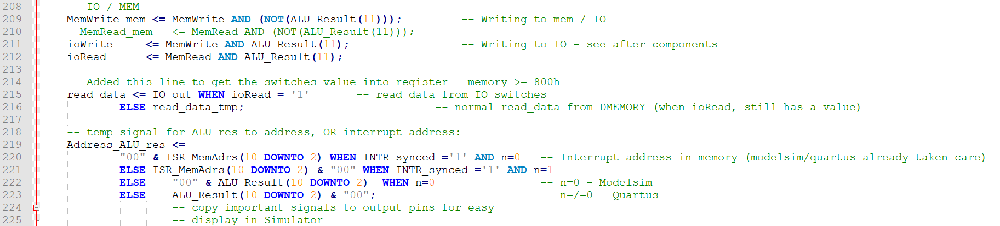 208 -- IO / MEM
209 MemWrite_mem <= MemWrite AND (NOT(ALU_Result(11))); -- Writing to mem / IO
210 --MemRead_mem <= MemRead AND (NOT(ALU_Result(11)));
211 ioWrite <= MemWrite AND ALU_Result(11); -- Writing to IO - see after components
212 ioRead <= MemRead AND ALU_Result(11);
213
214 -- Added this line to get the switches value into register - memory >= 800h
215 read_data <= IO_out WHEN ioRead = '1' -- read_data from IO switches
216 ELSE read_data_tmp; -- normal read_data from DMEMORY (when ioRead, still has a value)
217
218 -- temp signal for ALU_res to address, OR interrupt address:
219 Address_ALU_res <=
220 "00" & ISR_MemAdrs(10 DOWNTO 2) WHEN INTR_synced ='1' AND n=0 -- Interrupt address in memory (modelsim/quartus already taken care)
221 ELSE ISR_MemAdrs(10 DOWNTO 2) & "00" WHEN INTR_synced ='1' AND n=1
222 ELSE "00" & ALU_Result(10 DOWNTO 2) WHEN n=0 -- n=0 - Modelsim
223 ELSE ALU_Result(10 DOWNTO 2) & "00"; -- n=/=0 - Quartus
224 -- copy important signals to output pins for easy
225 -- display in Simulator